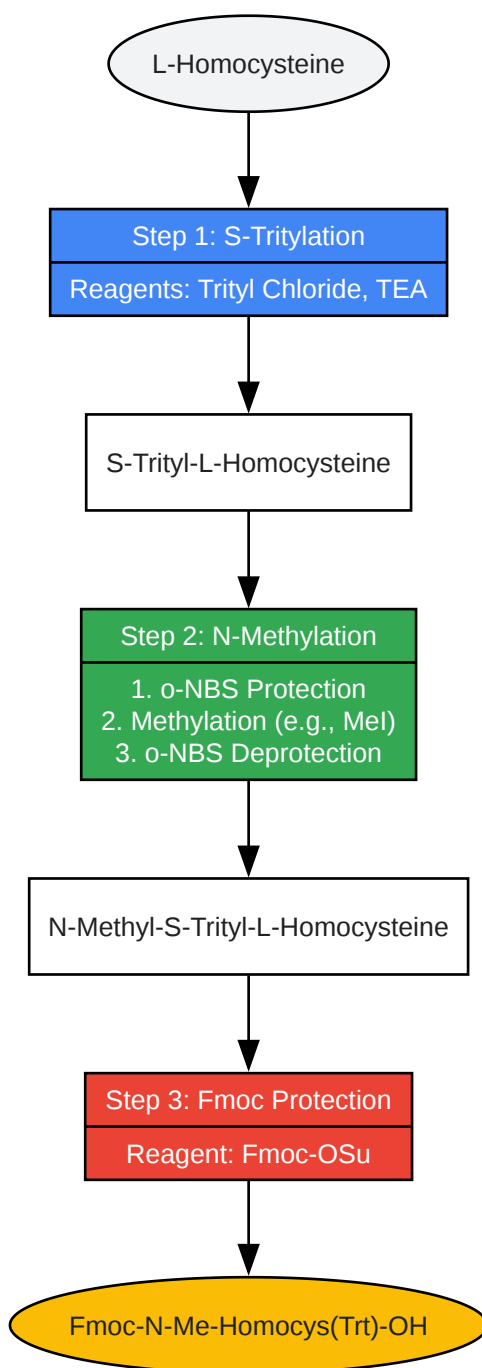 L-Homocysteine
Step 1: S-Tritylation
Reagents: Trityl Chloride, TEA
S-Trityl-L-Homocysteine
Step 2: N-Methylation
1. o-NBS Protection
2. Methylation (e.g., MeI)
3. o-NBS Deprotection
N-Methyl-S-Trityl-L-Homocysteine
Step 3: Fmoc Protection
Reagent: Fmoc-OSu
Fmoc-N-Me-Homocys(Trt)-OH